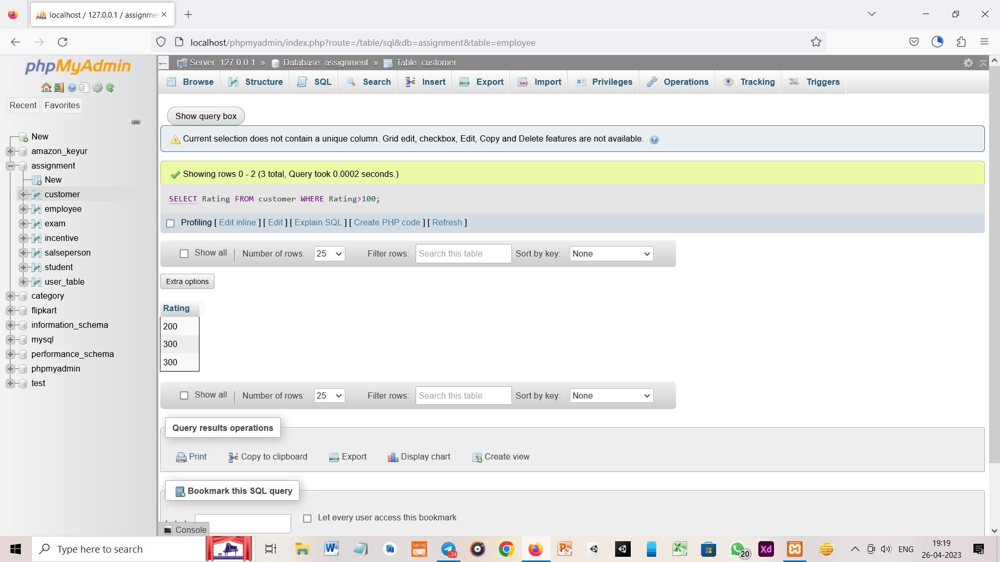 localhost / 127.0.0.1 / assignme
localhost/phpmyadmin/index.php?route=/table/sql&db=assignment&table=employee
phpMyAdmin
Recent Favorites
New
amazon_keyur
assignment
New
customer
employee
exam
incentive
salseperson
student
user_table
category
flipkart
information_schema
mysql
performance_schema
phpmyadmin
test
Server: 127.0.0.1 » Database: assignment » Table: customer
Browse Structure SQL Search Insert Export Import Privileges Operations Tracking Triggers
Show query box
Current selection does not contain a unique column. Grid edit, checkbox, Edit, Copy and Delete features are not available.
Showing rows 0 - 2 (3 total, Query took 0.0002 seconds.)
SELECT Rating FROM customer WHERE Rating>100;
Profiling [ Edit inline ] [ Edit ] [ Explain SQL ] [ Create PHP code ] [ Refresh ]
Show all | Number of rows: 25 Filter rows: Search this table Sort by key: None
Extra options
Rating
200
300
300
Show all | Number of rows: 25 Filter rows: Search this table Sort by key: None
Query results operations
Print Copy to clipboard Export Display chart Create view
Bookmark this SQL query
Let every user access this bookmark
Console
Type here to search
TYPING
24
20
Xd
ENG
19:19
26-04-2023